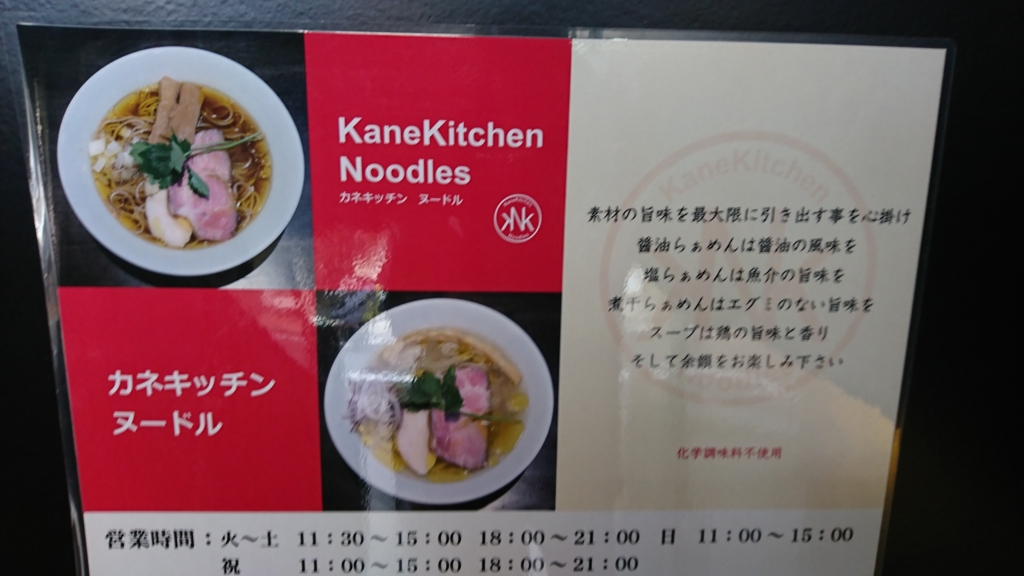 KaneKitchen
Noodles
カネキッチン ヌードル
KaneKitchen
素材の旨味を最大限に引き出す事を心掛け
醤油らぁめんは醤油の風味を
塩らぁめんは魚介の旨味を
煮干らぁめんはエグミのない旨味を
スープは鶏の旨味と香り
そして余韻をお楽しみ下さい
Noodles
化学調味料不使用
カネキッチン
ヌードル
営業時間:火~土 11:30~15:00 18:00~21:00 日 11:00~15:00
祝 11:00~15:00 18:00~21:00